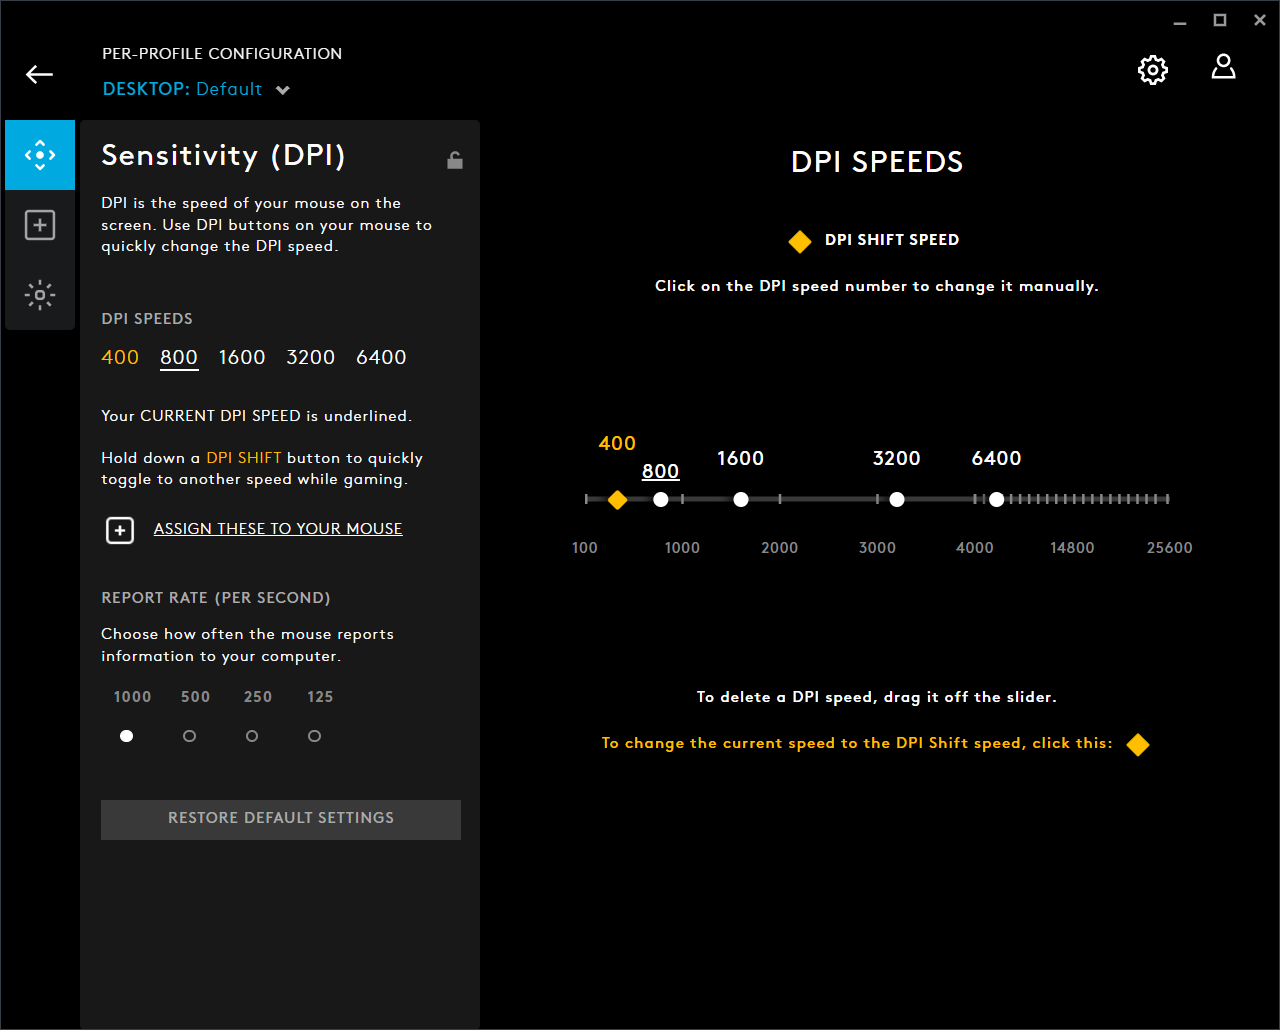 PER-PROFILE CONFIGURATION
DESKTOP: Default
Sensitivity (DPI)
DPI is the speed of your mouse on the
screen. Use DPI buttons on your mouse to
quickly change the DPI speed.
DPI SPEEDS
400 800 1600 3200 6400
Your CURRENT DPI SPEED is underlined.
Hold down a DPI SHIFT button to quickly
toggle to another speed while gaming.
ASSIGN THESE TO YOUR MOUSE
REPORT RATE (PER SECOND)
Choose how often the mouse reports
information to your computer.
1000 500 250 125
RESTORE DEFAULT SETTINGS
DPI SPEEDS
DPI SHIFT SPEED
Click on the DPI speed number to change it manually.
400 800 1600 3200 6400
100 1000 2000 3000 4000 14800 25600
To delete a DPI speed, drag it off the slider.
To change the current speed to the DPI Shift speed, click this: